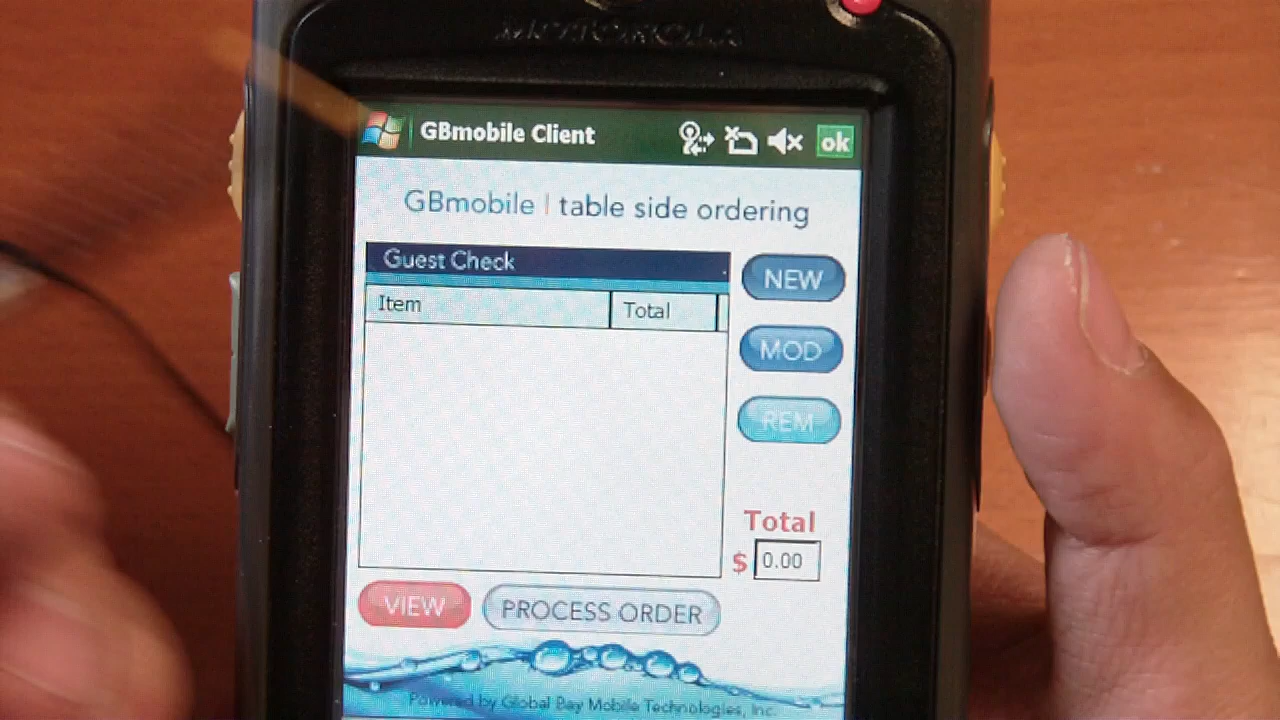 MOTOROLA
GBmobile Client
ok
GBmobile | table side ordering
Guest Check
Item Total
NEW
MOD
REM
Total
$ 0.00
VIEW PROCESS ORDER
Powered by Global Bay Mobile Technologies, Inc.